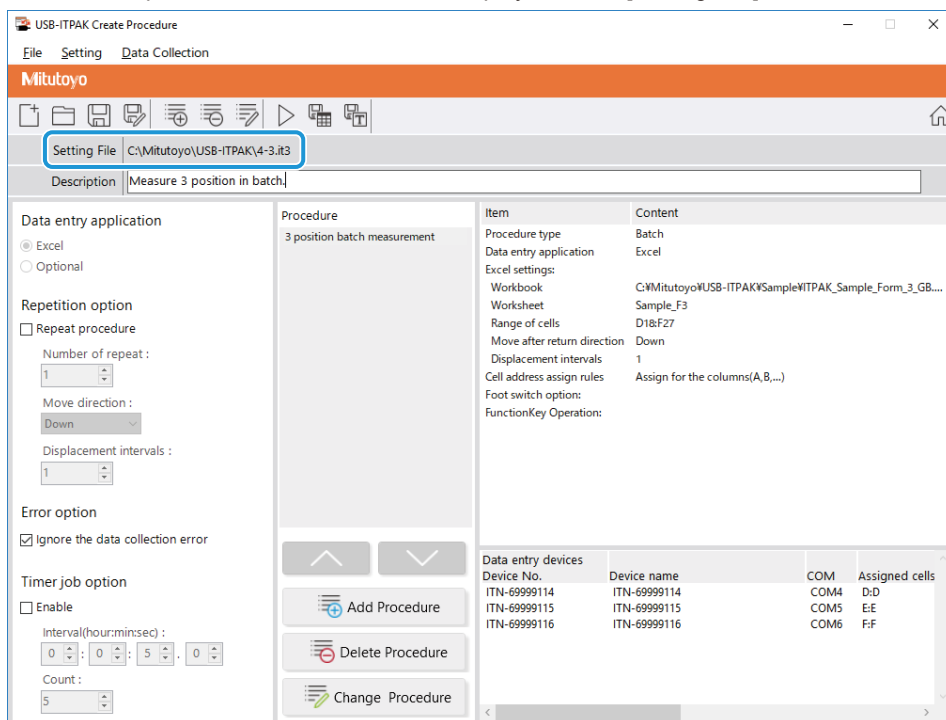 USB-ITPAK Create Procedure
File Setting Data Collection
Mitutoyo
Setting File C:\Mitutoyo\USB-ITPAK\4-3.it3
Description Measure 3 position in batch.
Data entry application
Excel
Optional
Repetition option
Repeat procedure
Number of repeat :
1
Move direction :
Down
Displacement intervals :
1
Error option
Ignore the data collection error
Timer job option
Enable
Interval(hour:min:sec) :
0 : 0 : 5 . 0
Count :
5
Procedure
3 position batch measurement
Add Procedure
Delete Procedure
Change Procedure
Item Content
Procedure type Batch
Data entry application Excel
Excel settings:
Workbook C:¥Mitutoyo¥USB-ITPAK¥Sample¥ITPAK_Sample_Form_3_GB....
Worksheet Sample_F3
Range of cells D18:F27
Move after return direction Down
Displacement intervals 1
Cell address assign rules Assign for the columns(A,B,...)
Foot switch option:
FunctionKey Operation:
Data entry devices
Device No. Device name COM Assigned cells
ITN-69999114 ITN-69999114 COM4 D:D
ITN-69999115 ITN-69999115 COM5 E:E
ITN-69999116 ITN-69999116 COM6 F:F